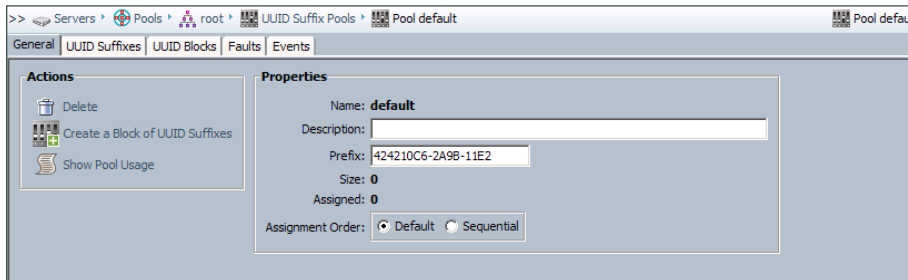 >> Servers Pools root UUID Suffix Pools Pool default Pool defau
General UUID Suffixes UUID Blocks Faults Events
Actions
Delete
Create a Block of UUID Suffixes
Show Pool Usage
Properties
Name: default
Description:
Prefix: 424210C6-2A9B-11E2
Size: 0
Assigned: 0
Assignment Order: Default Sequential